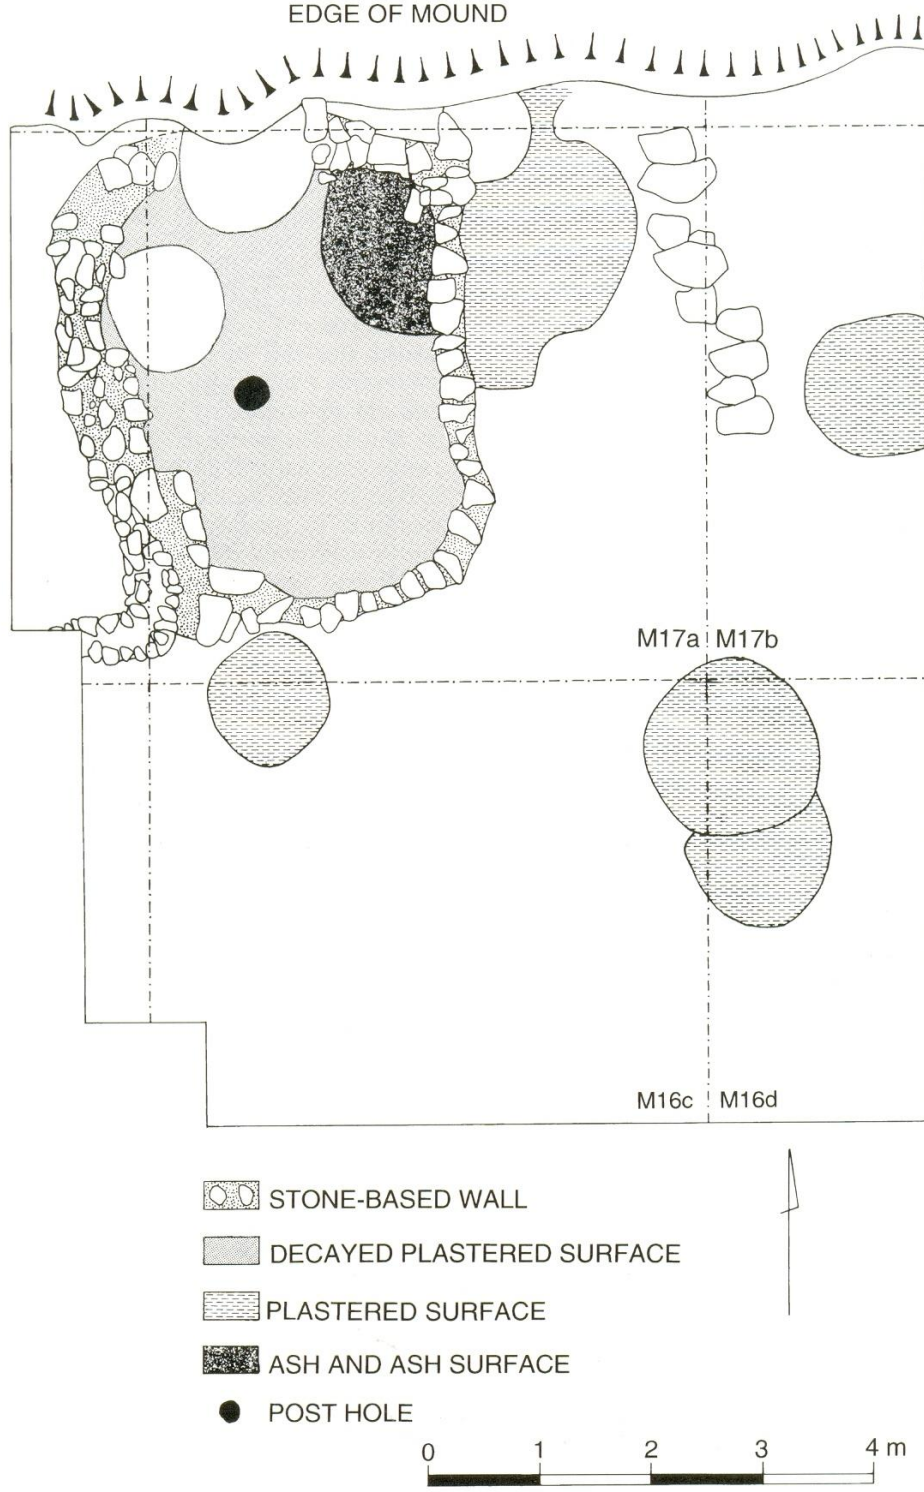 EDGE OF MOUND
M17a M17b
M16c M16d
STONE-BASED WALL
DECAYED PLASTERED SURFACE
PLASTERED SURFACE
ASH AND ASH SURFACE
POST HOLE
0 1 2 3 4 m